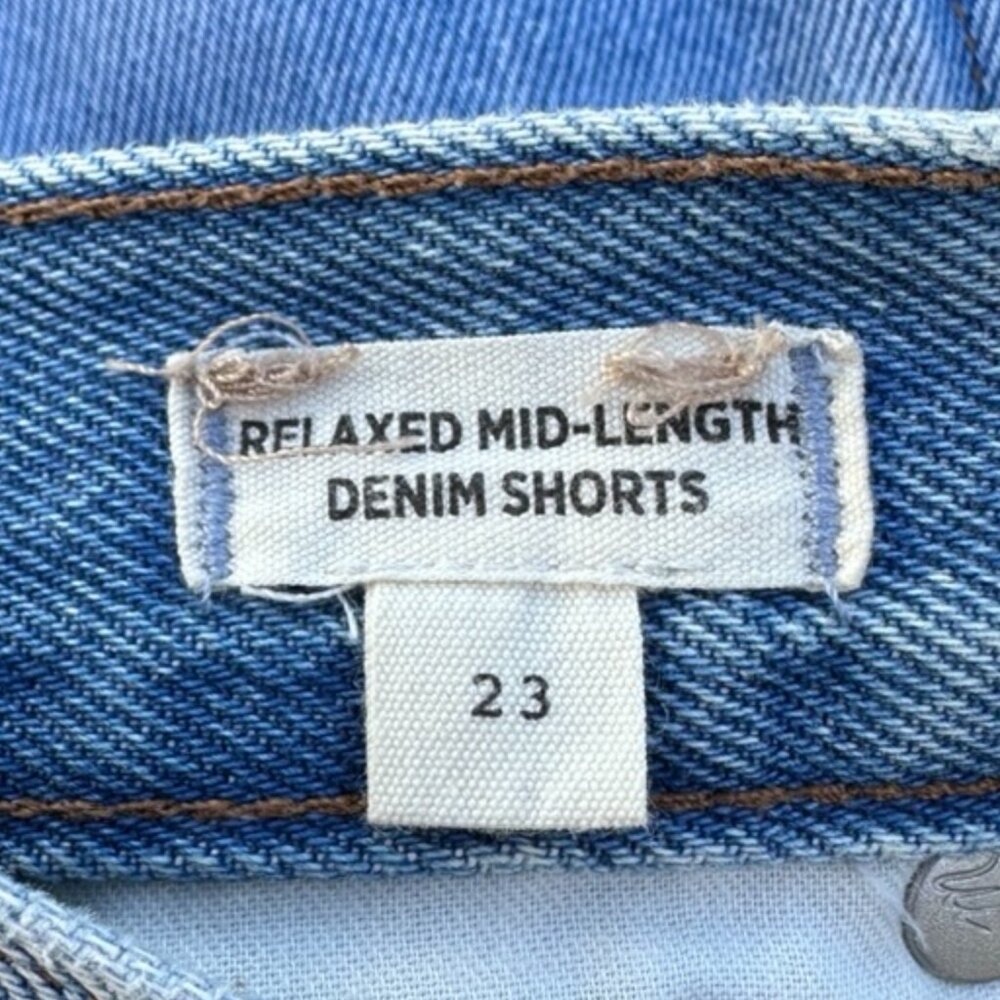 RELAXED MID-LENGTH
DENIM SHORTS
23